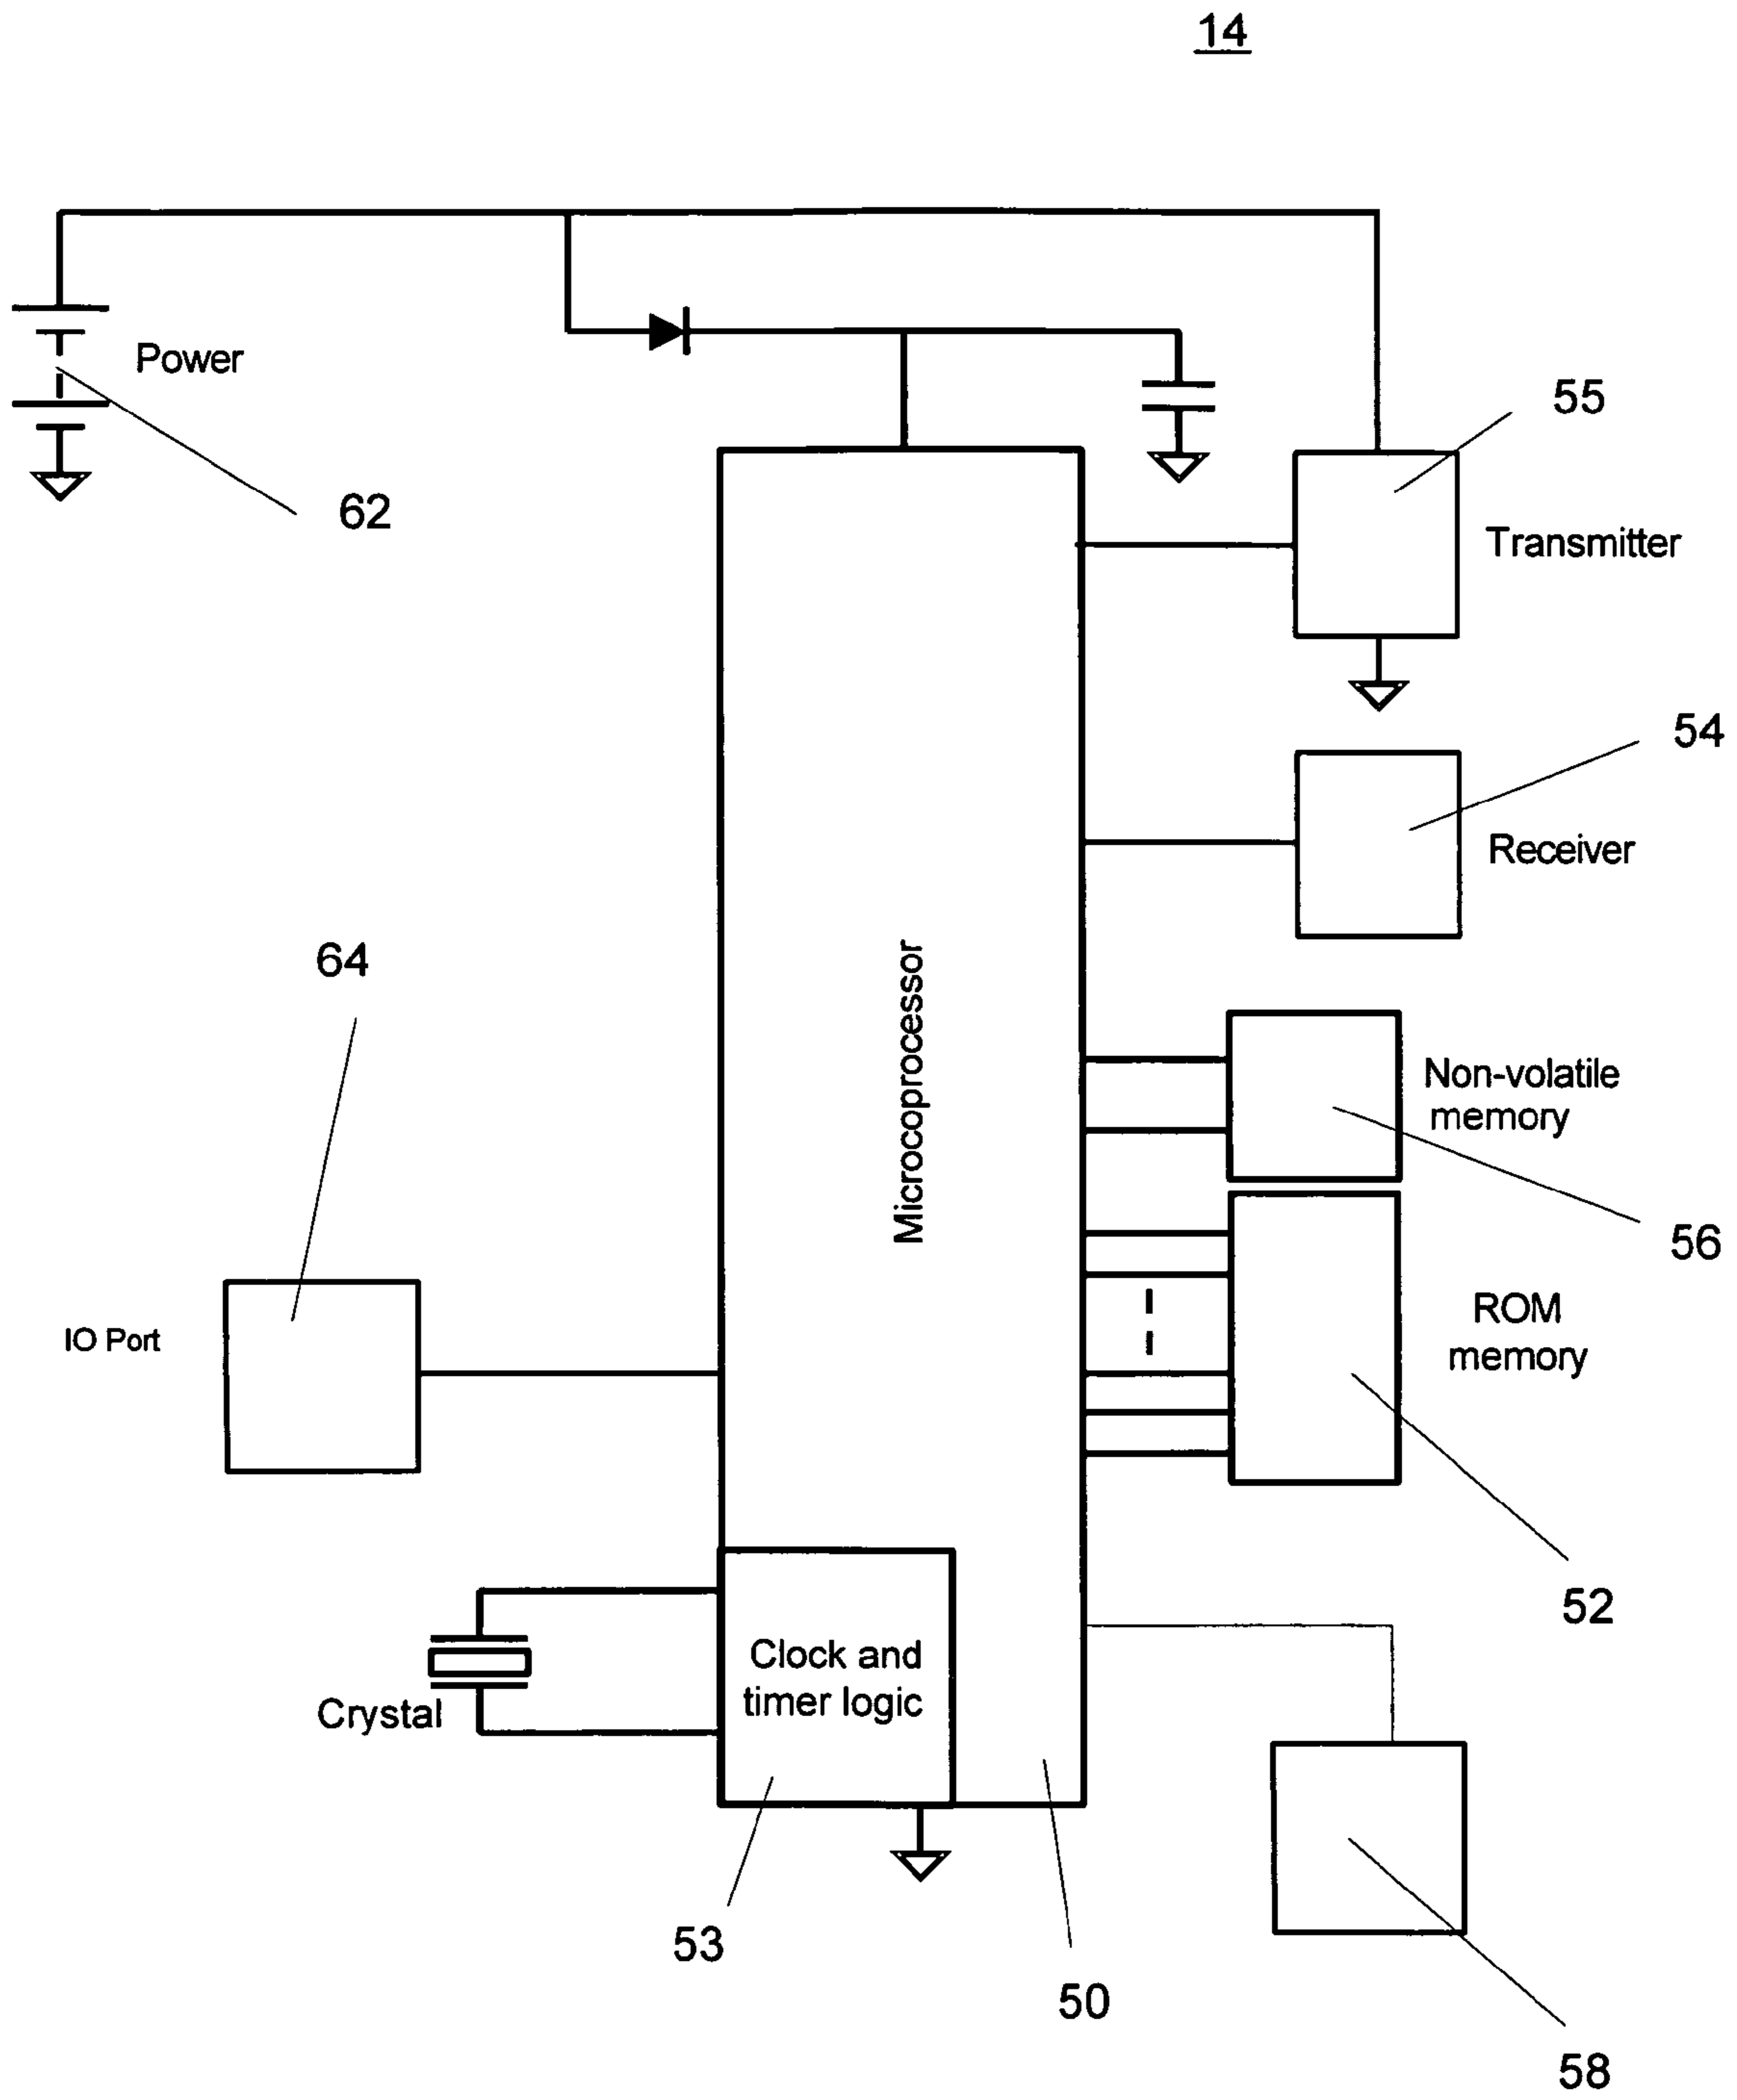 14
Power
62
55
Transmitter
54
Receiver
64
Microcoprocessor
Non-volatile
memory
56
IO Port
ROM
memory
52
Clock and
timer logic
Crystal
53
50
58